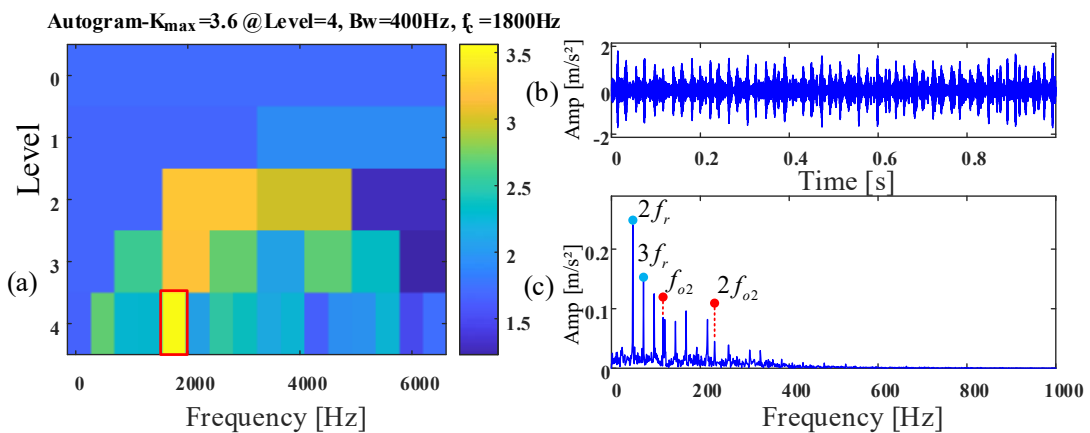 Autogram-Kmax=3.6 @Level=4, Bw=400Hz, fc=1800Hz
(a)
Level
0
1
2
3
4
0
2000
4000
6000
Frequency [Hz]
3.5
3
2.5
2
1.5
(b)
Amp [m/s²]
2
0
-2
0
0.2
0.4
0.6
0.8
Time [s]
(c)
Amp [m/s²]
0.2
0.1
0
2fr
3fr
fo2
2fo2
0
200
400
600
800
1000
Frequency [Hz]